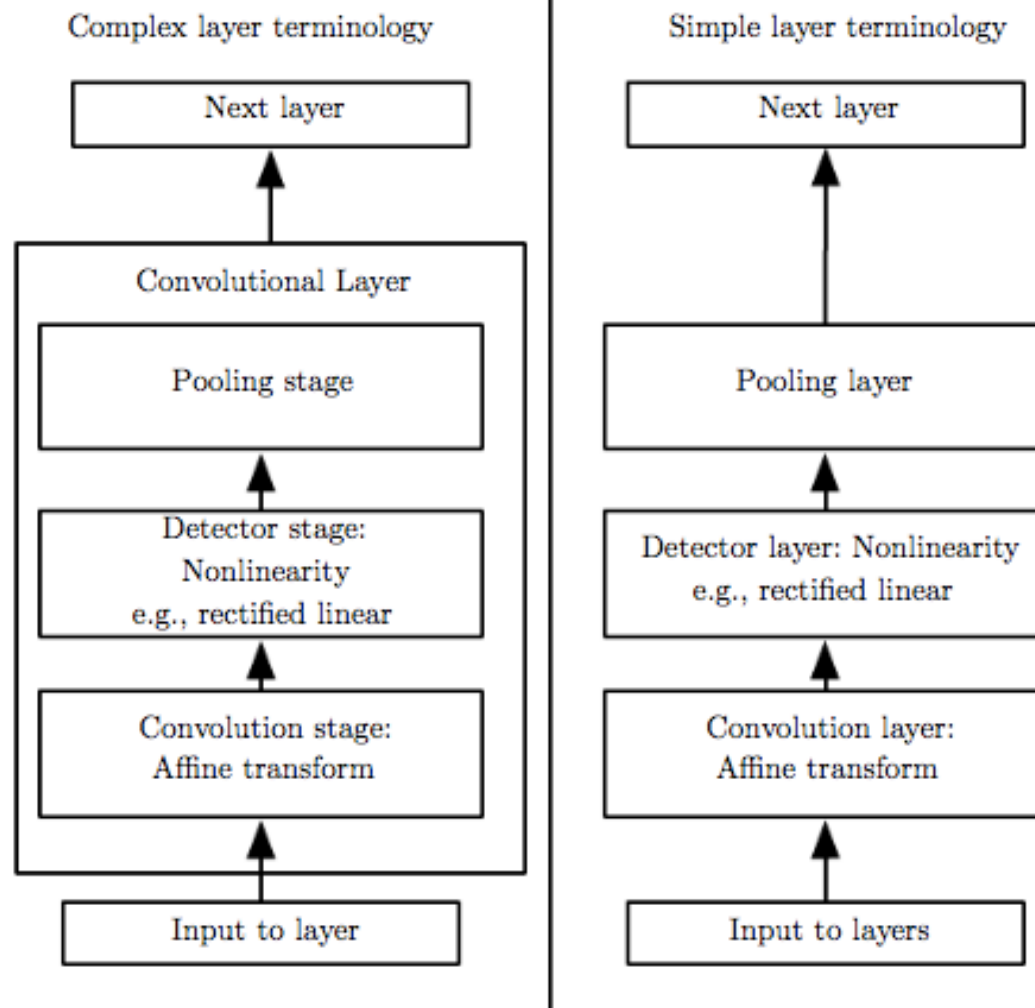 Complex layer terminology
Next layer
Convolutional Layer
Pooling stage
Detector stage:
Nonlinearity
e.g., rectified linear
Convolution stage:
Affine transform
Input to layer
Simple layer terminology
Next layer
Pooling layer
Detector layer: Nonlinearity
e.g., rectified linear
Convolution layer:
Affine transform
Input to layers